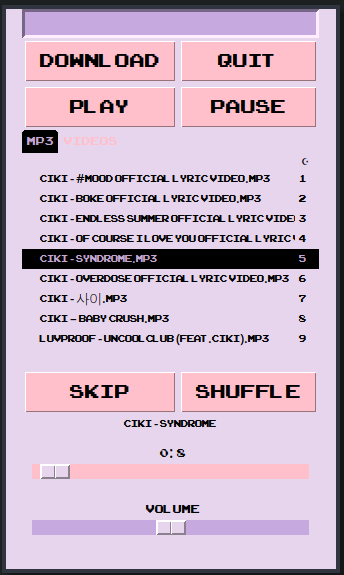 DOWNLOAD QUIT
PLAY PAUSE
MP3 VIDEOS
CIKI - #MOOD OFFICIAL LYRIC VIDEO.MP3 1
CIKI - BOKE OFFICIAL LYRIC VIDEO.MP3 2
CIKI - ENDLESS SUMMER OFFICIAL LYRIC VIDE 3
CIKI - OF COURSE I LOVE YOU OFFICIAL LYRIC 4
CIKI - SYNDROME.MP3 5
CIKI - OVERDOSE OFFICIAL LYRIC VIDEO.MP3 6
CIKI - 사이.MP3 7
CIKI – BABY CRUSH.MP3 8
LUVPROOF - UNCOOL CLUB (FEAT. CIKI).MP3 9
SKIP SHUFFLE
CIKI - SYNDROME
0:8
VOLUME